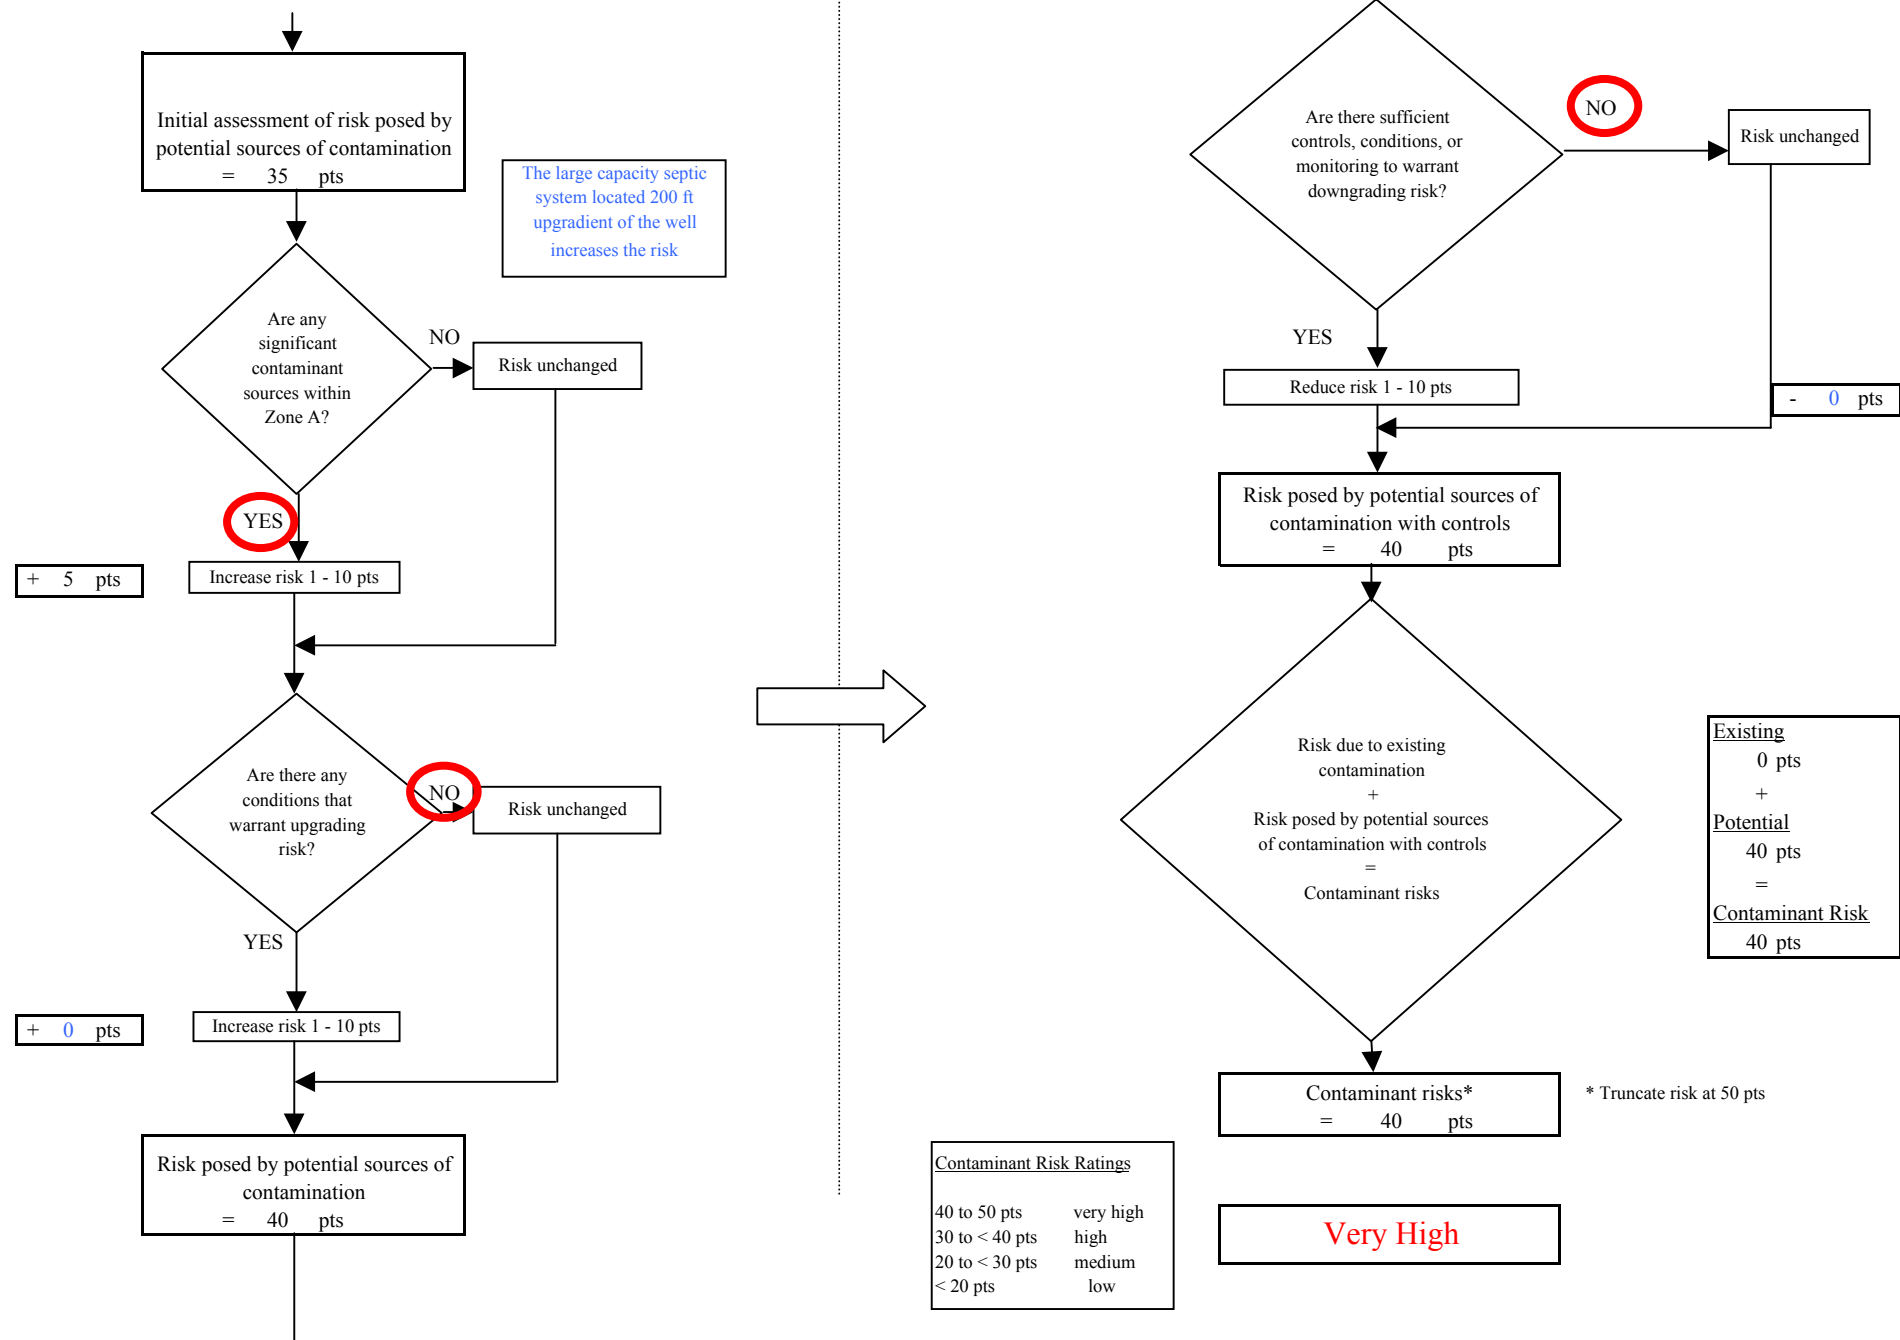 Initial assessment of risk posed by
potential sources of contamination
= 35 pts
The large capacity septic
system located 200 ft
upgradient of the well
increases the risk
Are any
significant
contaminant
sources within
Zone A?
NO
Risk unchanged
YES
+ 5 pts
Increase risk 1 - 10 pts
Are there any
conditions that
warrant upgrading
risk?
NO
Risk unchanged
YES
+ 0 pts
Increase risk 1 - 10 pts
Risk posed by potential sources of
contamination
= 40 pts
Are there sufficient
controls, conditions, or
monitoring to warrant
downgrading risk?
NO
Risk unchanged
YES
Reduce risk 1 - 10 pts
- 0 pts
Risk posed by potential sources of
contamination with controls
= 40 pts
Risk due to existing
contamination
+
Risk posed by potential sources
of contamination with controls
=
Contaminant risks
Existing
0 pts
+
Potential
40 pts
=
Contaminant Risk
40 pts
Contaminant risks*
= 40 pts
* Truncate risk at 50 pts
Contaminant Risk Ratings
40 to 50 pts very high
30 to < 40 pts high
20 to < 30 pts medium
< 20 pts low
Very High